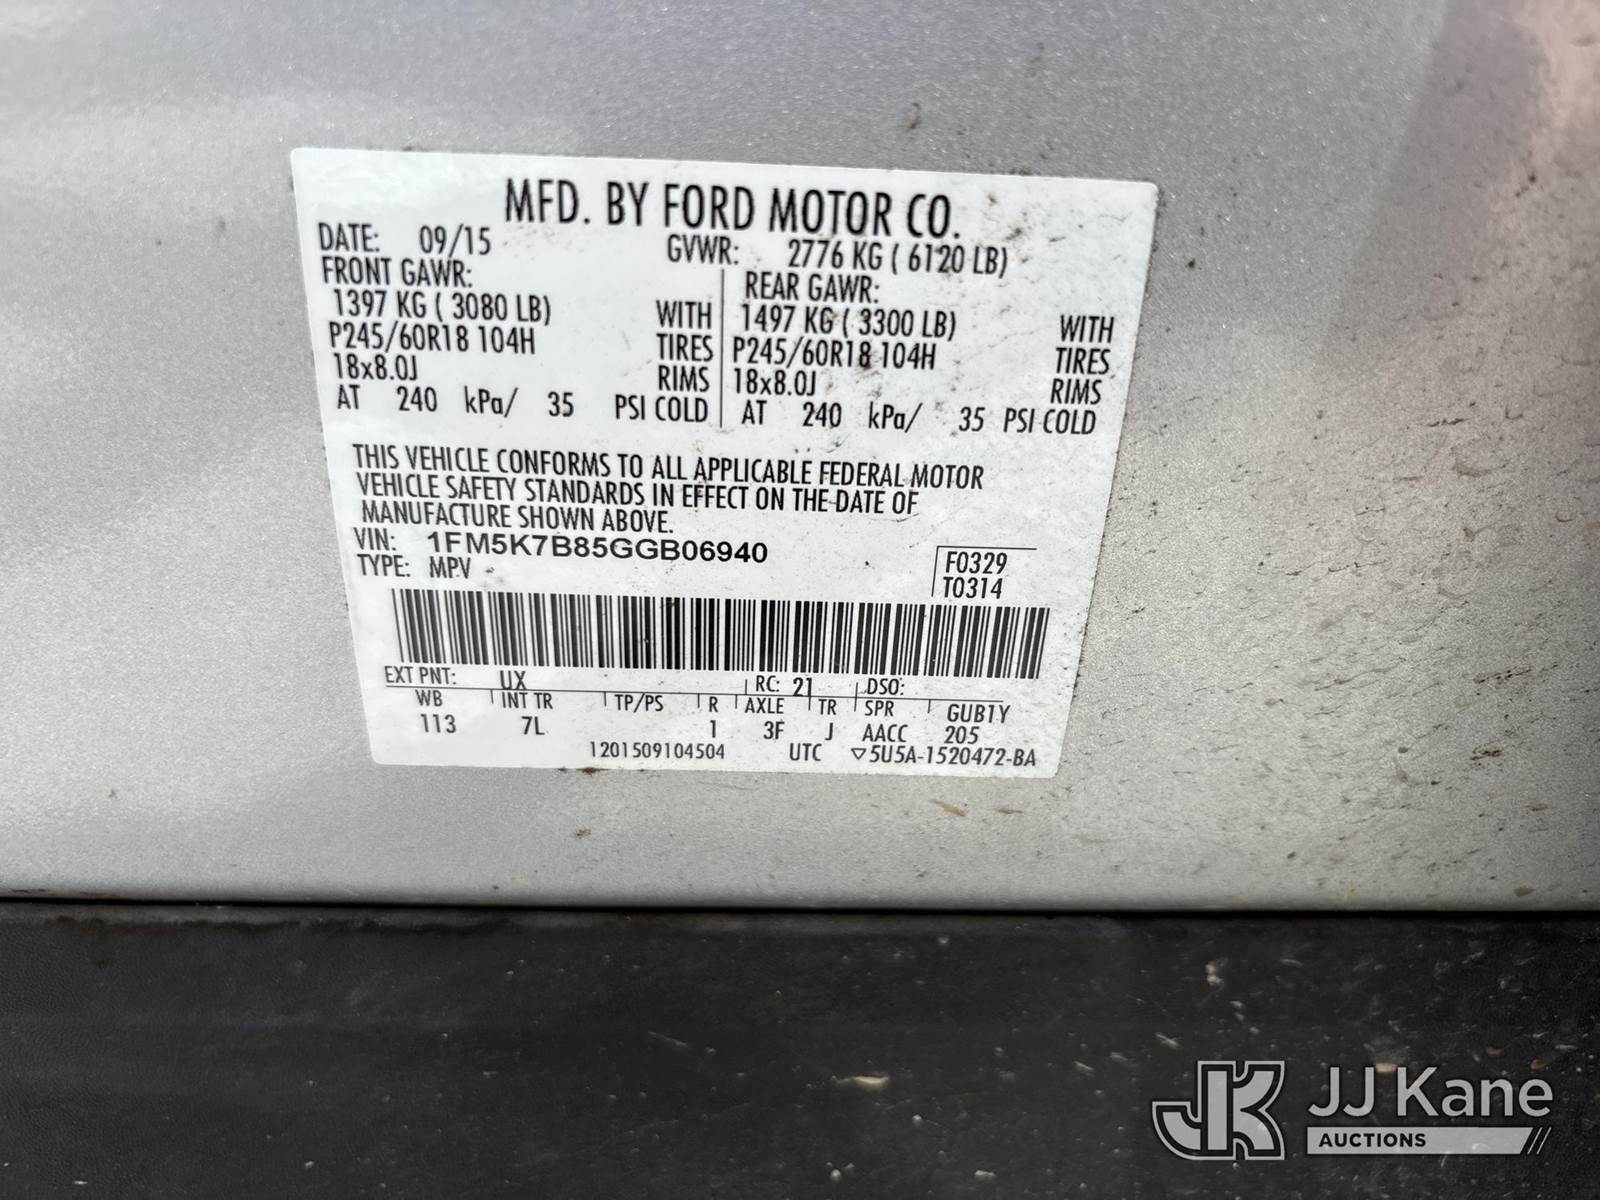 MFD. BY FORD MOTOR CO.
DATE: 09/15 GVWR: 2776 KG ( 6120 LB)
FRONT GAWR: REAR GAWR:
1397 KG ( 3080 LB) WITH 1497 KG ( 3300 LB) WITH
P245/60R18 104H TIRES P245/60R18 104H TIRES
18x8.0J RIMS 18x8.0J RIMS
AT 240 kPa/ 35 PSI COLD AT 240 kPa/ 35 PSI COLD
THIS VEHICLE CONFORMS TO ALL APPLICABLE FEDERAL MOTOR
VEHICLE SAFETY STANDARDS IN EFFECT ON THE DATE OF
MANUFACTURE SHOWN ABOVE.
VIN: 1FM5K7B85GGB06940
TYPE: MPV
F0329
T0314
EXT PNT: UX RC: 21 DSO:
WB INT TR TP/PS R AXLE TR SPR GUB1Y
113 7L 1 3F J AACC 205
1201509104504 UTC ▽5U5A-1520472-BA
JK JJ Kane
AUCTIONS